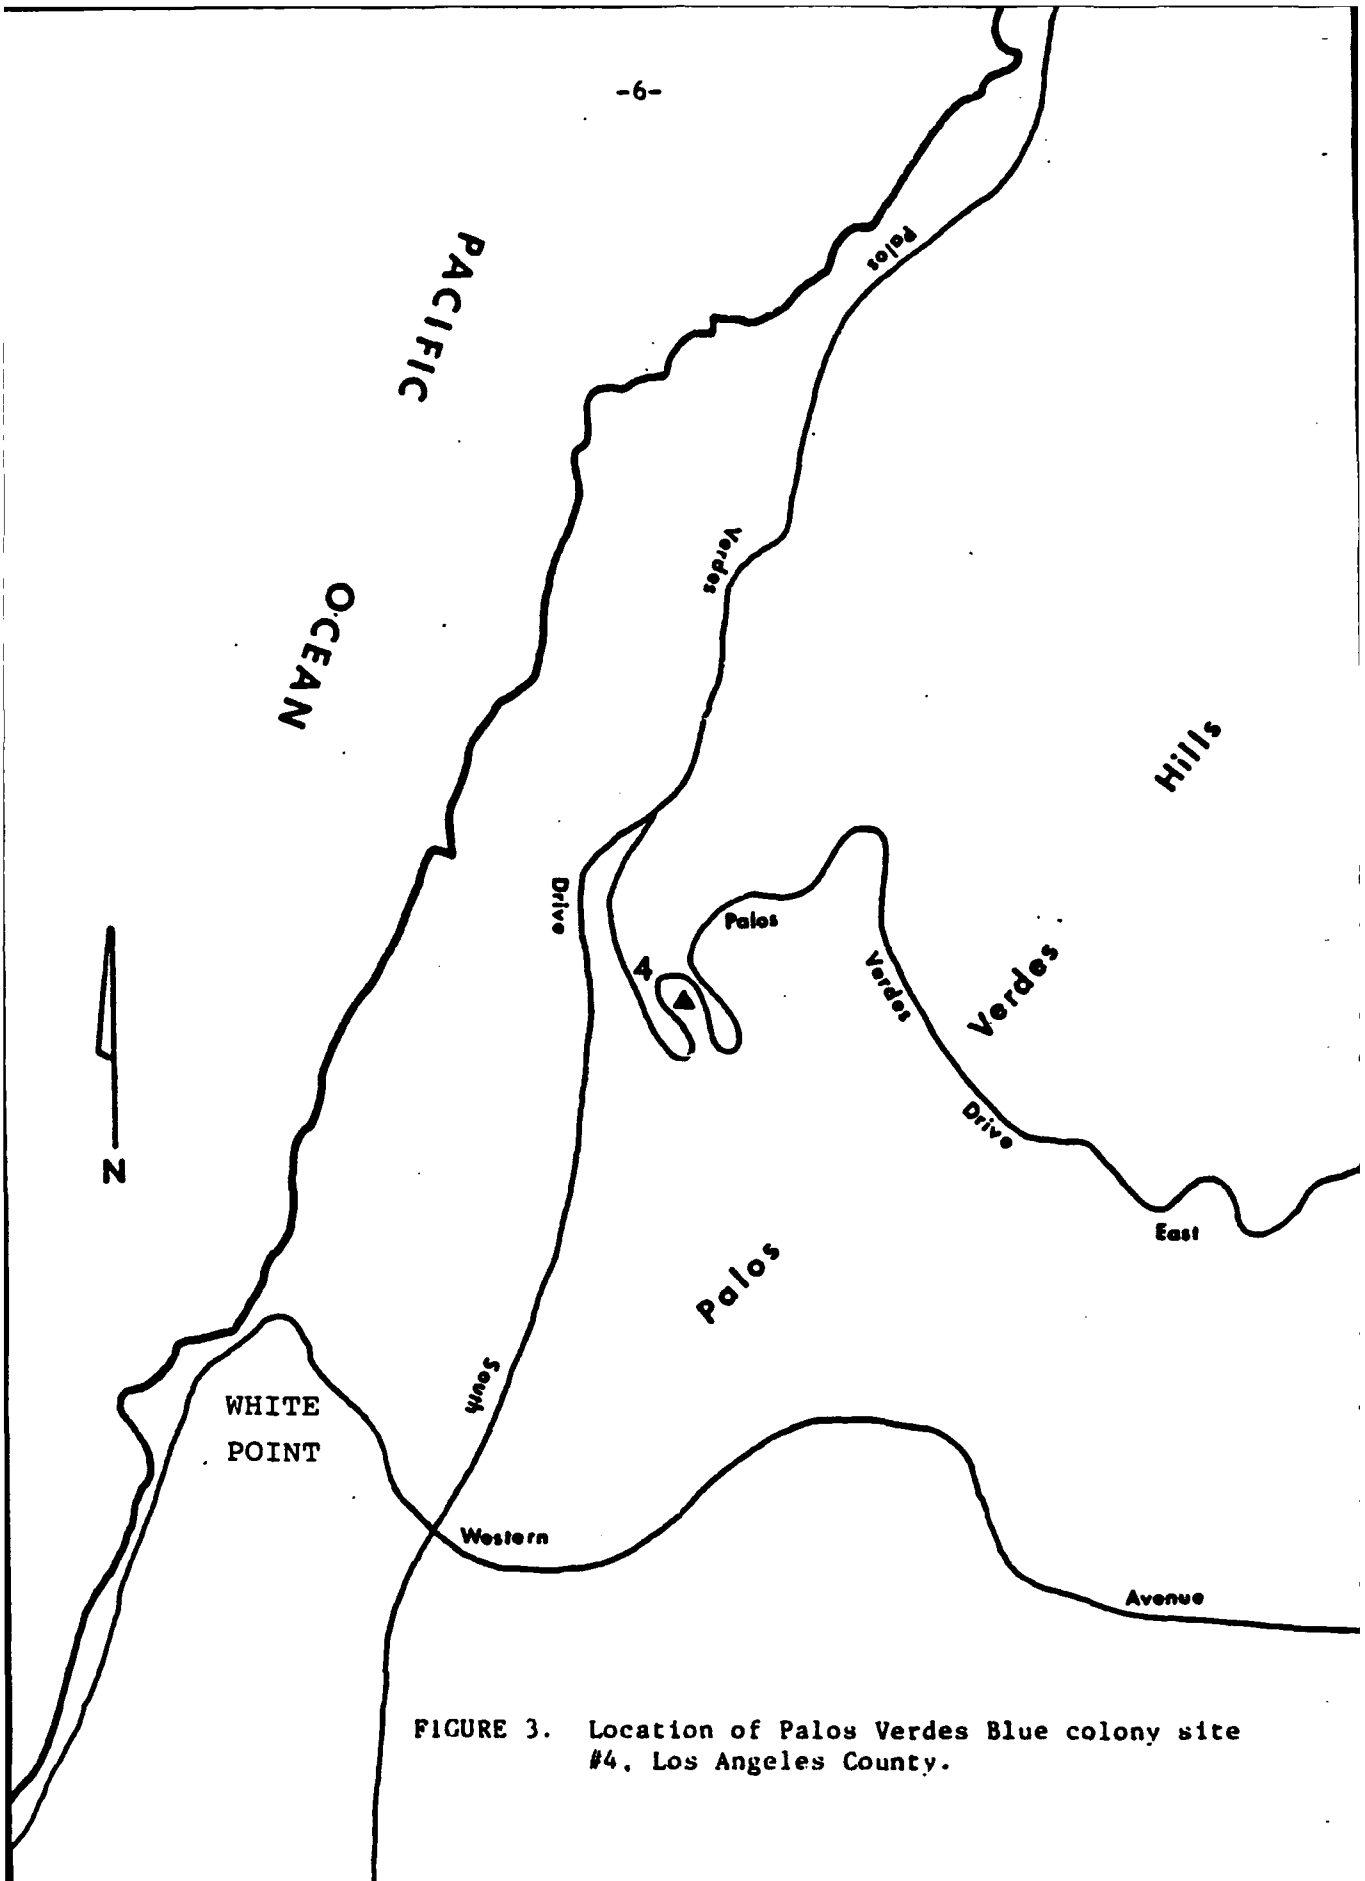 -6-
PACIFIC
OCEAN
Palos
Verdes
Drive
South
Hills
Verdes
Palos
4
Palos
Verdes
Drive
East
N
WHITE
POINT
Western
Avenue
FIGURE 3. Location of Palos Verdes Blue colony site
#4, Los Angeles County.